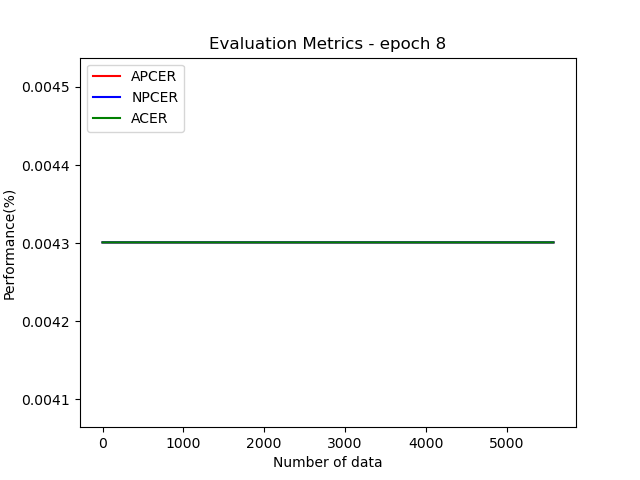 Evaluation Metrics - epoch 8
APCER
NPCER
ACER
0.0045
0.0044
0.0043
0.0042
0.0041
Performance(%)
0 1000 2000 3000 4000 5000
Number of data